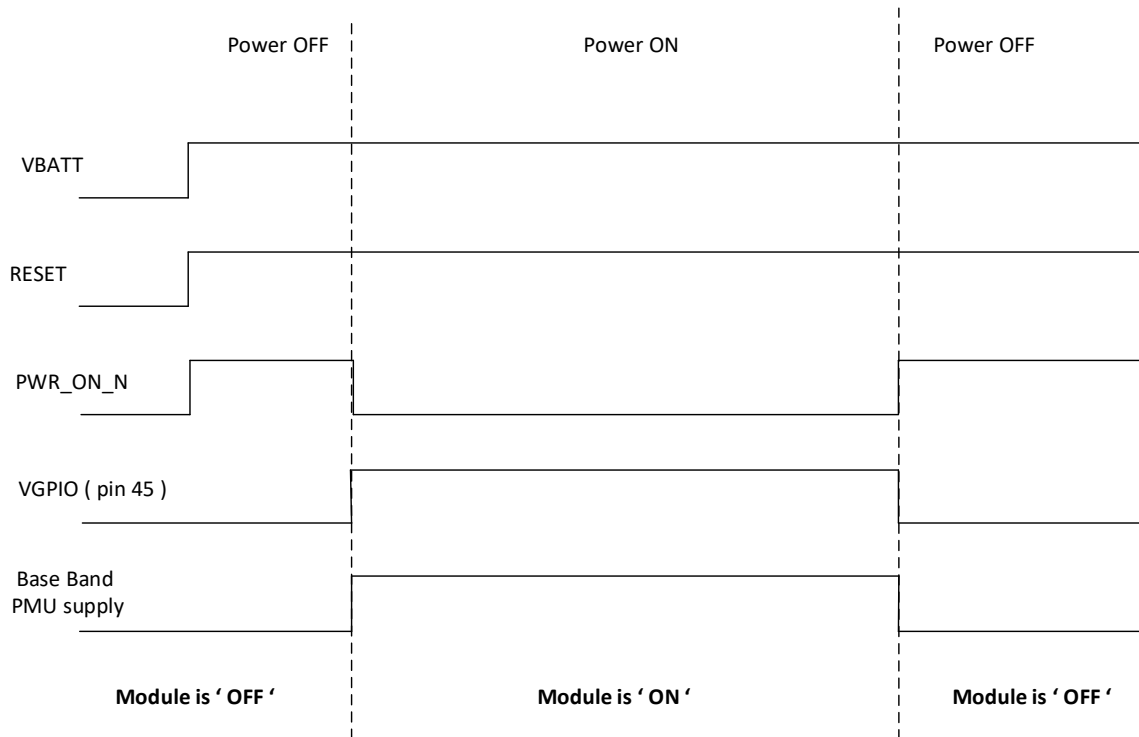 Power OFF
Power ON
Power OFF
VBATT
RESET
PWR_ON_N
VGPIO ( pin 45 )
Base Band
PMU supply
Module is ‘ OFF ‘
Module is ‘ ON ‘
Module is ‘ OFF ‘